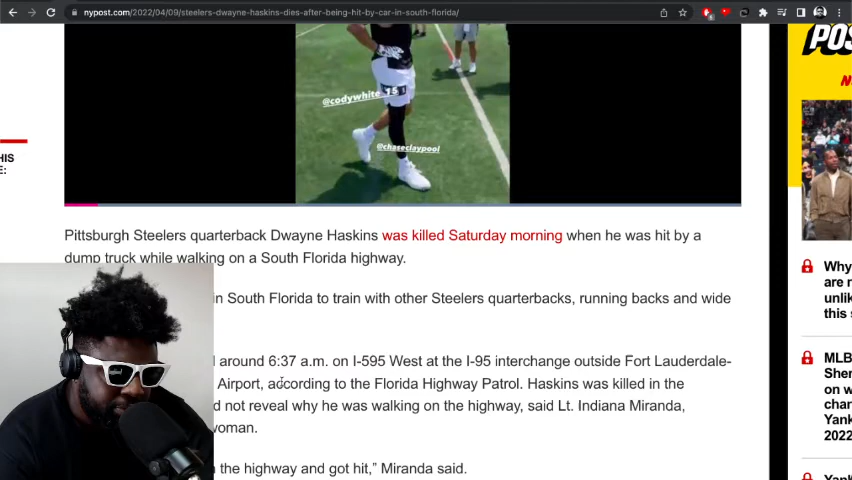 nypost.com/2022/04/09/steelers-dwayne-haskins-dies-after-being-hit-by-car-in-south-florida/
POS
15
@codywhite
@chaseclaypool
HIS
E:
Pittsburgh Steelers quarterback Dwayne Haskins was killed Saturday morning when he was hit by a
dump truck while walking on a South Florida highway.
in South Florida to train with other Steelers quarterbacks, running backs and wide
around 6:37 a.m. on I-595 West at the I-95 interchange outside Fort Lauderdale-
Airport, according to the Florida Highway Patrol. Haskins was killed in the
d not reveal why he was walking on the highway, said Lt. Indiana Miranda,
woman.
the highway and got hit,” Miranda said.
Why
are n
unlik
this s
MLB
Sher
on w
char
Yank
2022
Yank